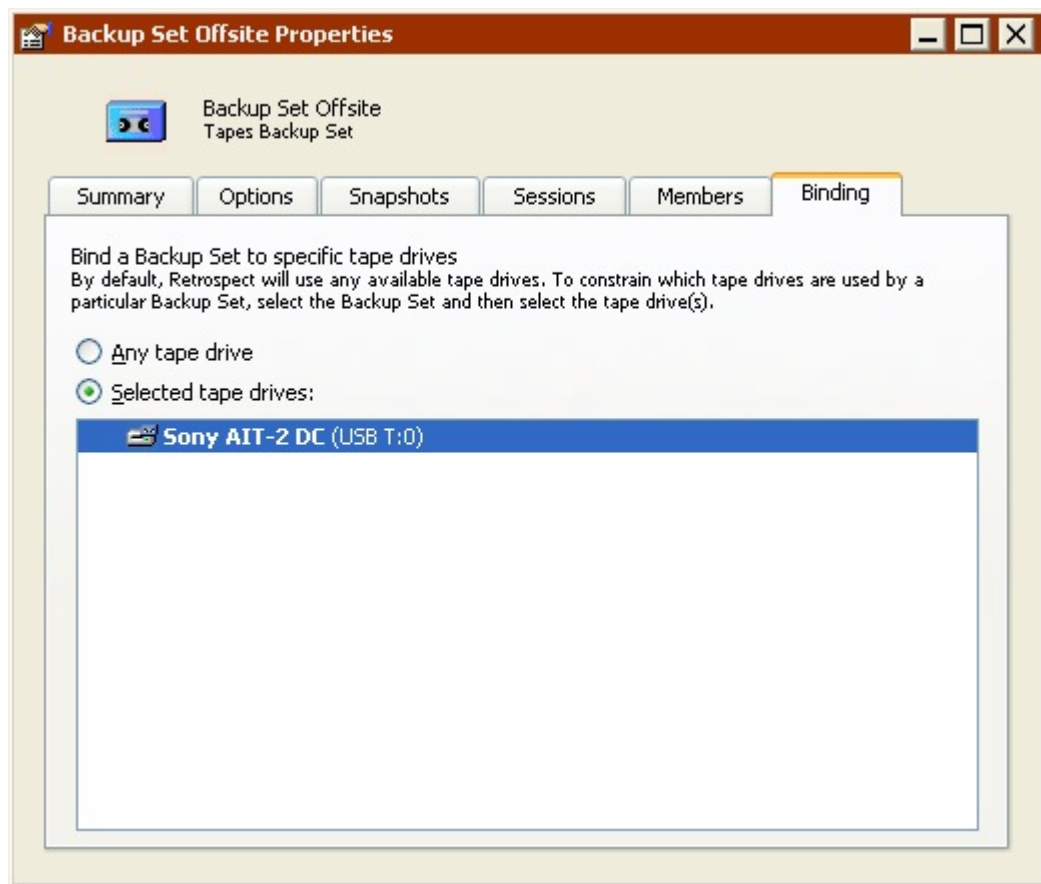 Backup Set Offsite Properties
Backup Set Offsite
Tapes Backup Set
Summary Options Snapshots Sessions Members Binding
Bind a Backup Set to specific tape drives
By default, Retrospect will use any available tape drives. To constrain which tape drives are used by a
particular Backup Set, select the Backup Set and then select the tape drive(s).
Any tape drive
Selected tape drives:
Sony AIT-2 DC (USB T:0)